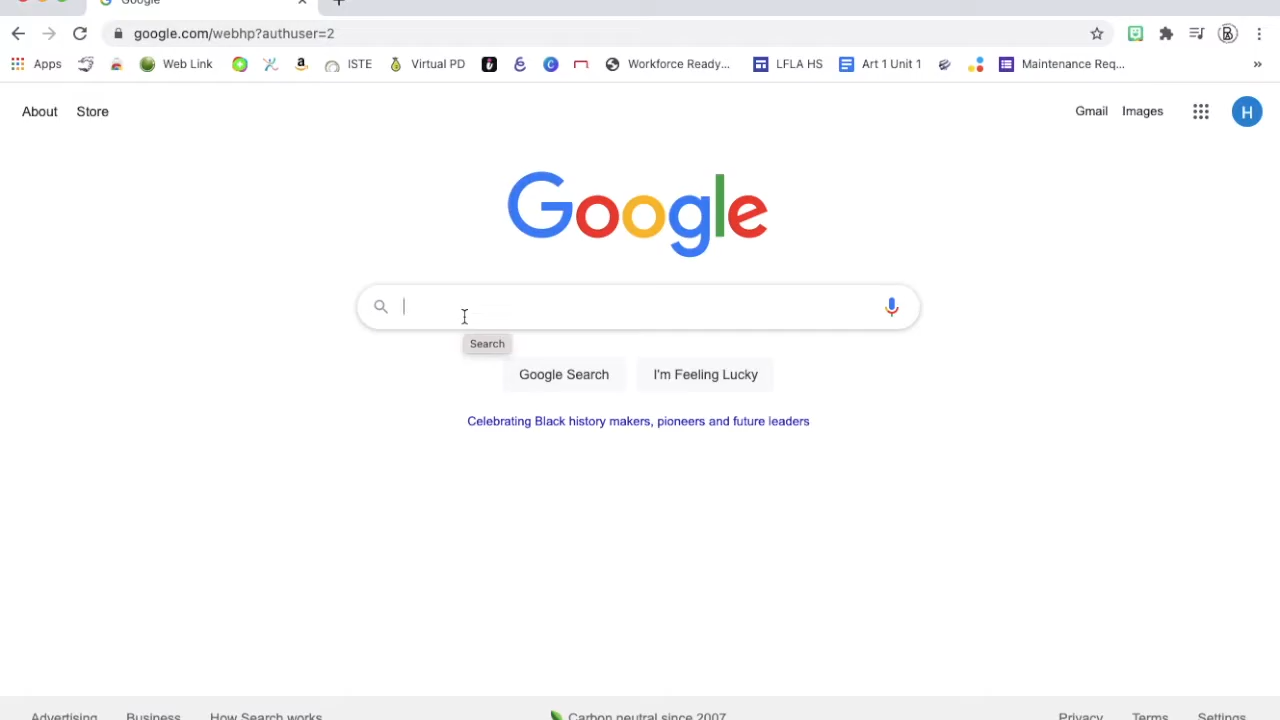 Google
google.com/webhp?authuser=2
Apps Web Link ISTE Virtual PD Workforce Ready... LFLA HS Art 1 Unit 1 Maintenance Req... »
About Store Gmail Images H
Google
Search
Google Search I'm Feeling Lucky
Celebrating Black history makers, pioneers and future leaders
Advertising Business How Search works Carbon neutral since 2007 Privacy Terms Settings